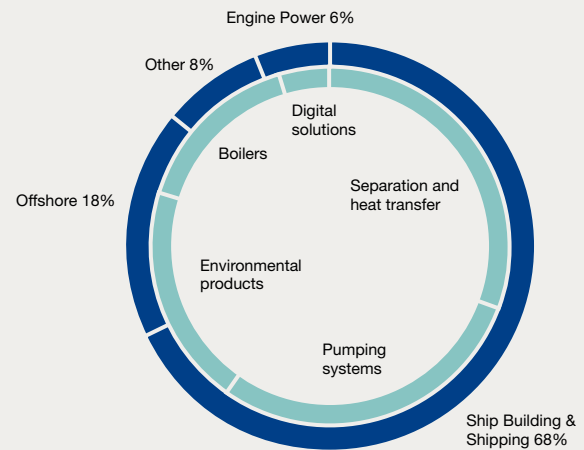 Engine Power 6%
Other 8%
Digital
solutions
Boilers
Separation and
heat transfer
Offshore 18%
Environmental
products
Pumping
systems
Ship Building &
Shipping 68%